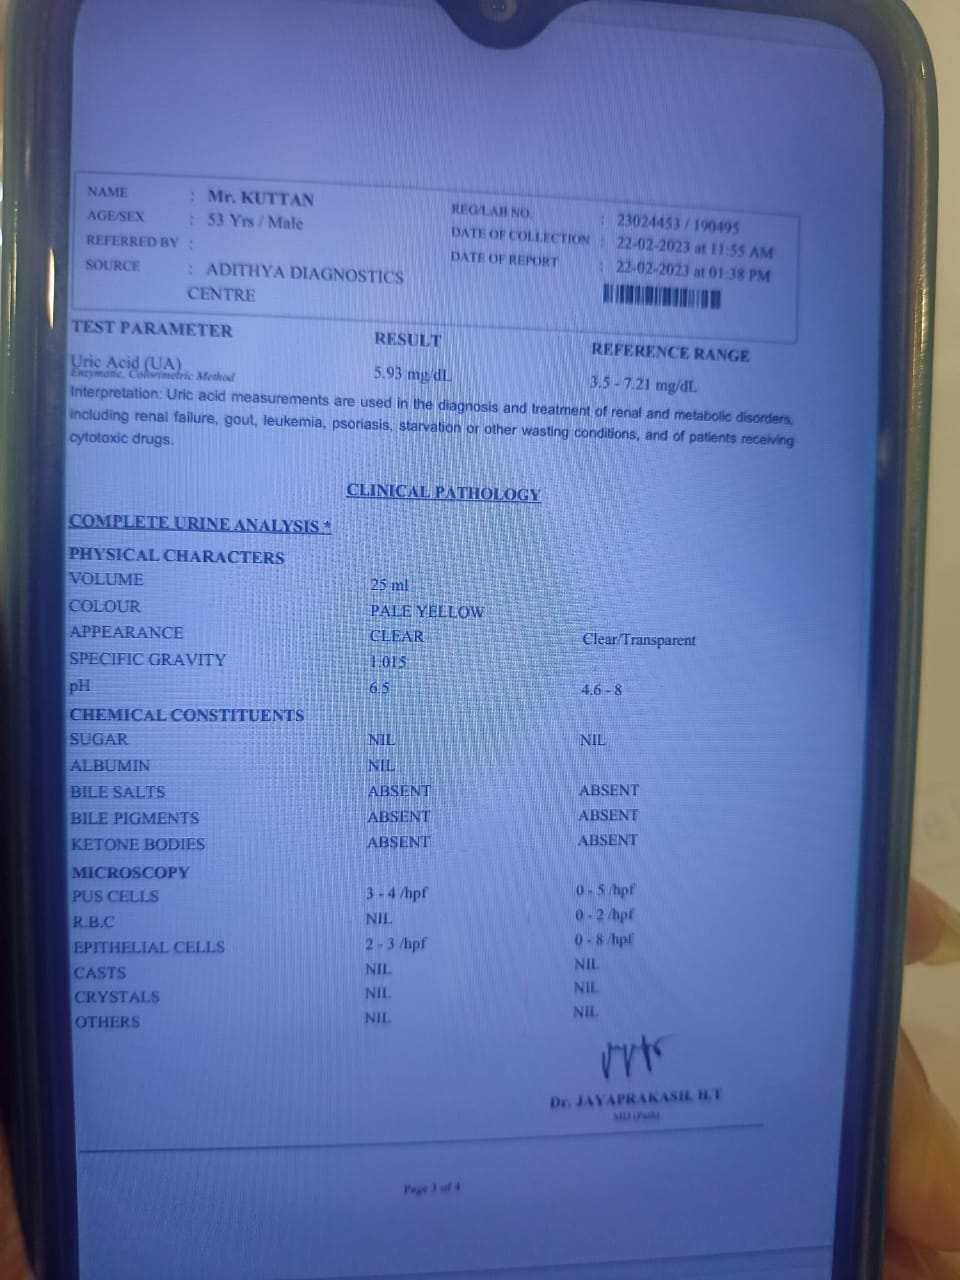 NAME : Mr. KUTTAN
AGE/SEX : 53 Yrs / Male
REFERRED BY :
SOURCE : ADITHYA DIAGNOSTICS
CENTRE
REG/LAB NO. : 23024453 / 190495
DATE OF COLLECTION : 22-02-2023 at 11:55 AM
DATE OF REPORT : 22-02-2023 at 01:38 PM
TEST PARAMETER RESULT REFERENCE RANGE
Uric Acid (UA) 5.93 mg/dL 3.5 - 7.21 mg/dL
Enzymatic, Colorimetric Method
Interpretation: Uric acid measurements are used in the diagnosis and treatment of renal and metabolic disorders,
including renal failure, gout, leukemia, psoriasis, starvation or other wasting conditions, and of patients receiving
cytotoxic drugs.
CLINICAL PATHOLOGY
COMPLETE URINE ANALYSIS *
PHYSICAL CHARACTERS
VOLUME 25 ml
COLOUR PALE YELLOW
APPEARANCE CLEAR Clear/Transparent
SPECIFIC GRAVITY 1.015
pH 6.5 4.6 - 8
CHEMICAL CONSTITUENTS
SUGAR NIL NIL
ALBUMIN NIL
BILE SALTS ABSENT ABSENT
BILE PIGMENTS ABSENT ABSENT
KETONE BODIES ABSENT ABSENT
MICROSCOPY
PUS CELLS 3 - 4 /hpf 0 - 5 /hpf
R.B.C NIL 0 - 2 /hpf
EPITHELIAL CELLS 2 - 3 /hpf 0 - 8 /hpf
CASTS NIL NIL
CRYSTALS NIL NIL
OTHERS NIL NIL
Dr. JAYAPRAKASH. H.T
MD (Path)
Page 3 of 4